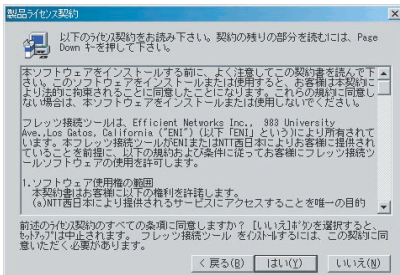 製品ライセンス契約
以下のライセンス契約をお読み下さい。契約の残りの部分を読むには、Page
Down キーを押して下さい。
本ソフトウェアをインストールする前に、よく注意してこの契約書を読んで下
さい。このソフトウェアをインストールまたは使用すると、お客様は本契約に
より法的に拘束されることに同意したことになります。これらの規約に同意し
ない場合は、本ソフトウェアをインストールまたは使用しないでください。
フレッツ接続ツールは、Efficient Networks Inc., 983 University
Ave.,Los Gatos, California ("ENI") (以下「ENI」という)により所有されて
います。本フレッツ接続ツールがENIまたはNTT西日本によりお客様に提供され
ていることを前提に、以下の規約および条件に従ってお客様にフレッツ接続ツ
ールソフトウェアの使用を許可します。
1.ソフトウェア使用権の範囲
本契約書はお客様に以下の権利を許諾します。
(a)NTT西日本により提供されるサービスにアクセスすることを唯一の目的
前述のライセンス契約のすべての条項に同意しますか？ [いいえ]ボタンを選択すると、
セットアップは中止されます。 フレッツ接続ツール をインストールするには、この契約に同
意いただく必要があります。
< 戻る(B)
はい(Y)
いいえ(N)